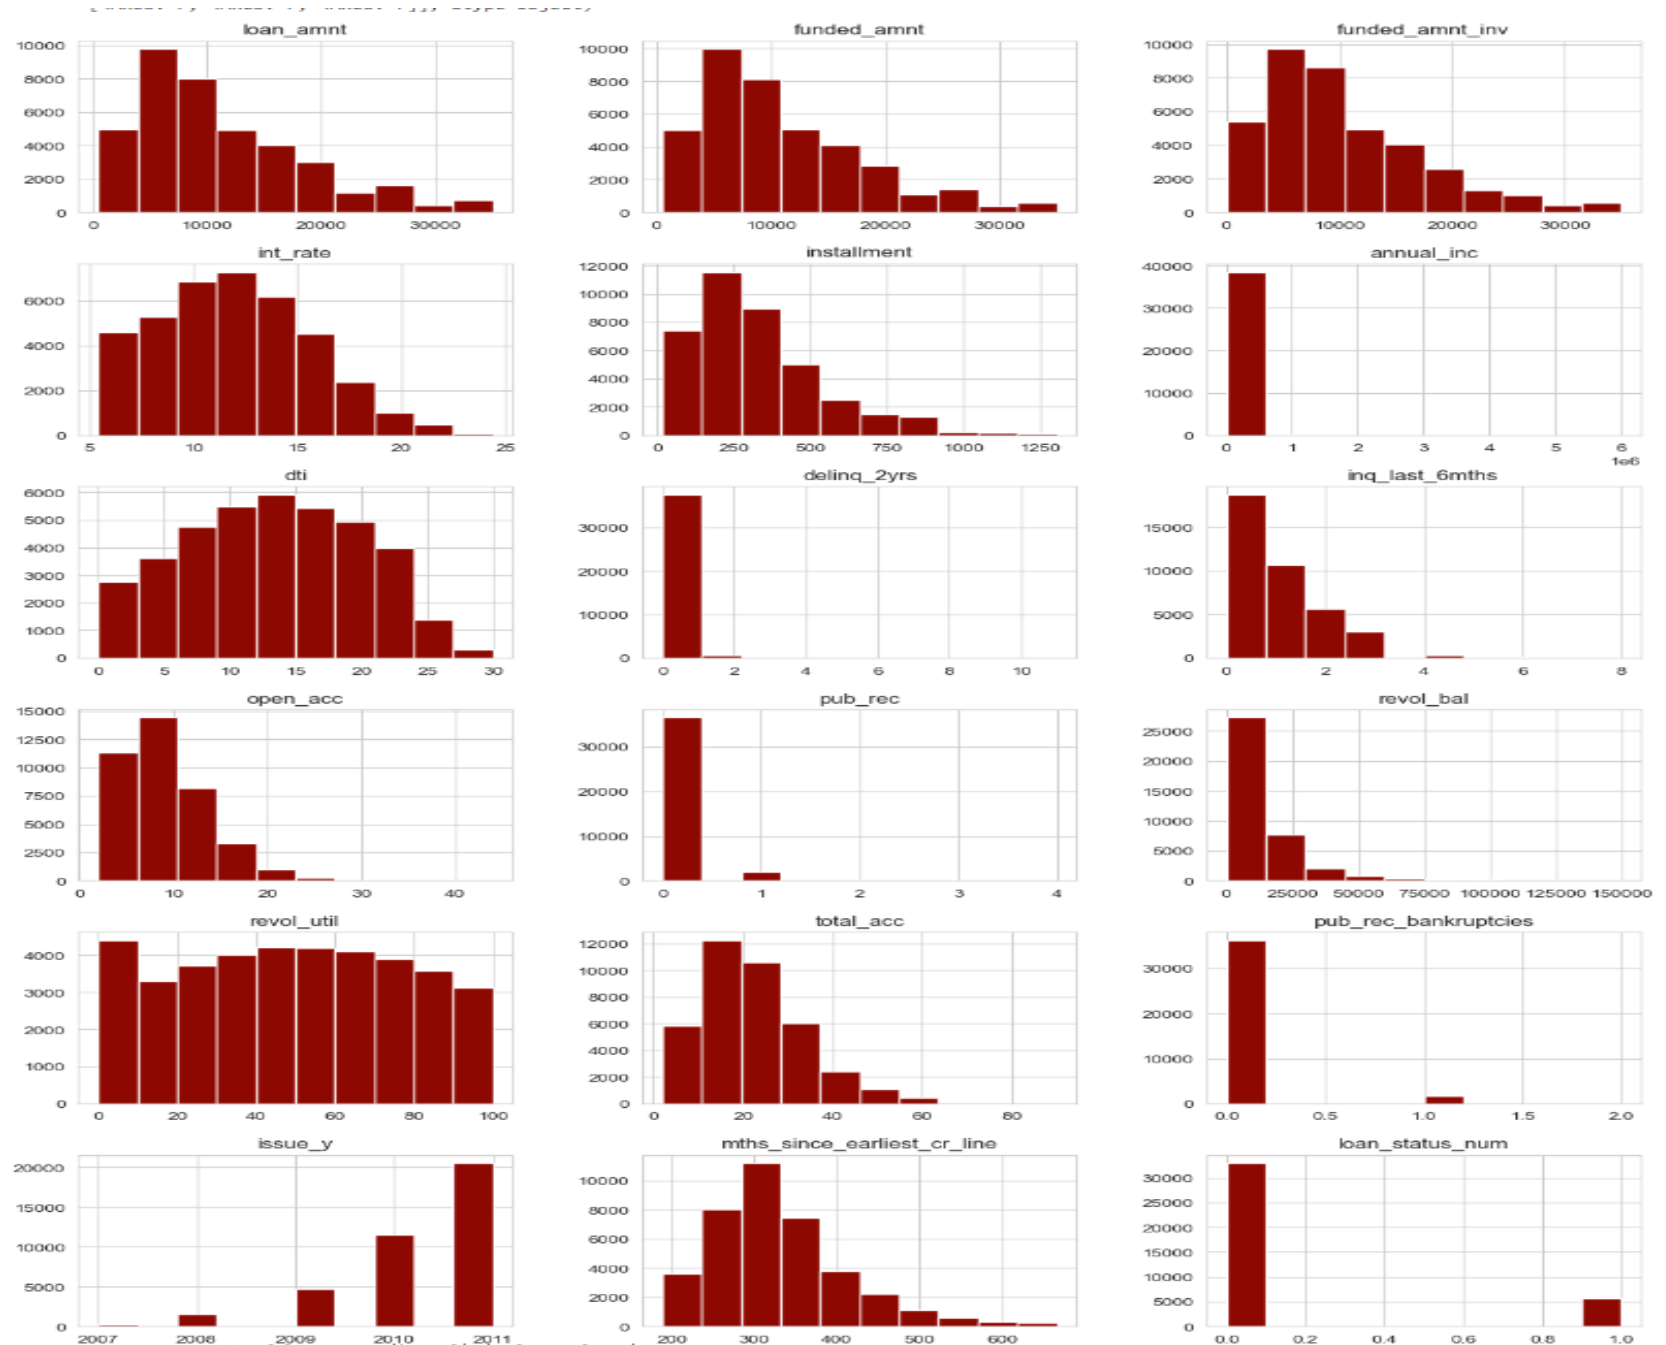 loan_amnt funded_amnt funded_amnt_inv
10000 10000 10000
8000 8000 8000
6000 6000 6000
4000 4000 4000
2000 2000 2000
0 0 0
0 10000 20000 30000 0 10000 20000 30000 0 10000 20000 30000
int_rate installment annual_inc
6000 12000 40000
4000 10000 30000
2000 8000 20000
0 6000 10000
4000 0
2000
0
5 10 15 20 25 0 250 500 750 1000 1250 0 1 2 3 4 5 6
1e6
dti delinq_2yrs inq_last_6mths
6000 30000 15000
5000 20000 10000
4000 10000 5000
3000 0 0
2000
1000
0
0 5 10 15 20 25 30 0 2 4 6 8 10 0 2 4 6 8
open_acc pub_rec revol_bal
15000 30000 25000
12500 20000 20000
10000 10000 15000
7500 0 10000
5000 5000
2500 0
0
0 10 20 30 40 0 1 2 3 4 0 25000 50000 75000 100000 125000 150000
revol_util total_acc pub_rec_bankruptcies
4000 12000 30000
3000 10000 20000
2000 8000 10000
1000 6000 0
0 4000
2000
0
0 20 40 60 80 100 0 20 40 60 80 0.0 0.5 1.0 1.5 2.0
issue_y mths_since_earliest_cr_line loan_status_num
20000 10000 30000
15000 8000 25000
10000 6000 20000
5000 4000 15000
0 2000 10000
0 5000
0
2007 2008 2009 2010 2011 200 300 400 500 600 0.0 0.2 0.4 0.6 0.8 1.0